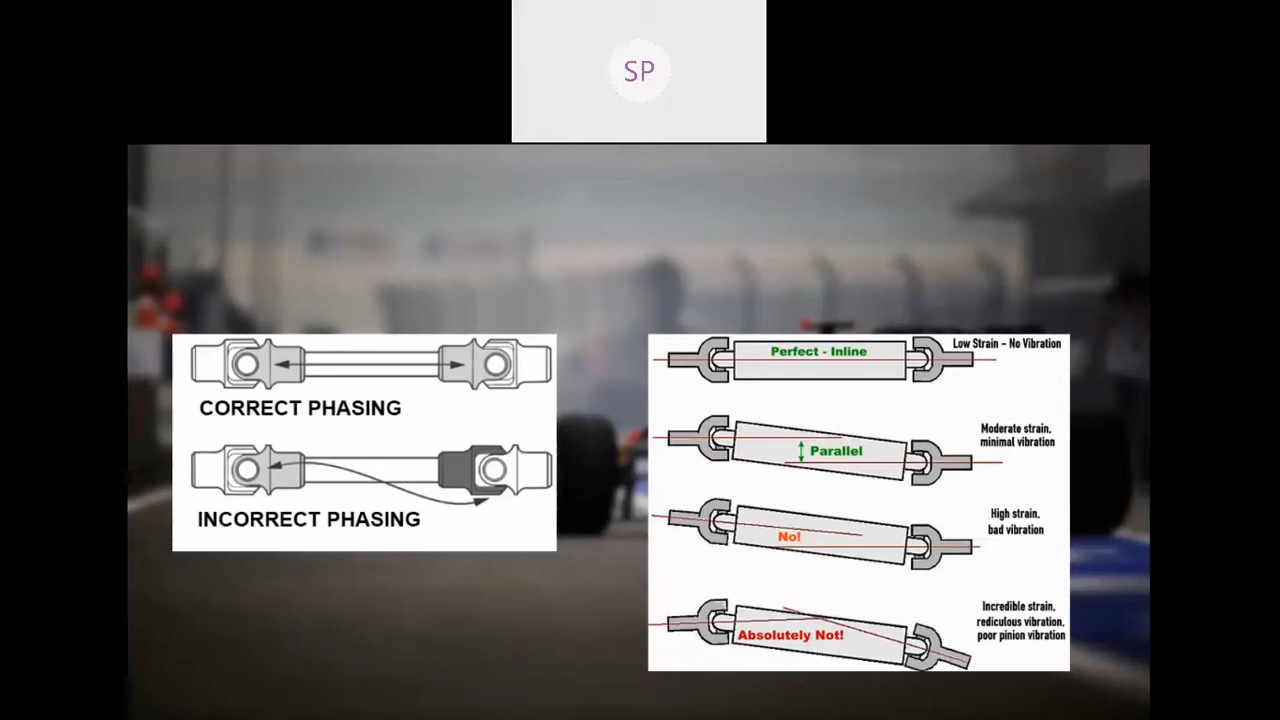 SP
CORRECT PHASING
INCORRECT PHASING
Perfect - Inline
Low Strain – No Vibration
Parallel
Moderate strain,
minimal vibration
No!
High strain,
bad vibration
Absolutely Not!
Incredible strain,
rediculous vibration,
poor pinion vibration